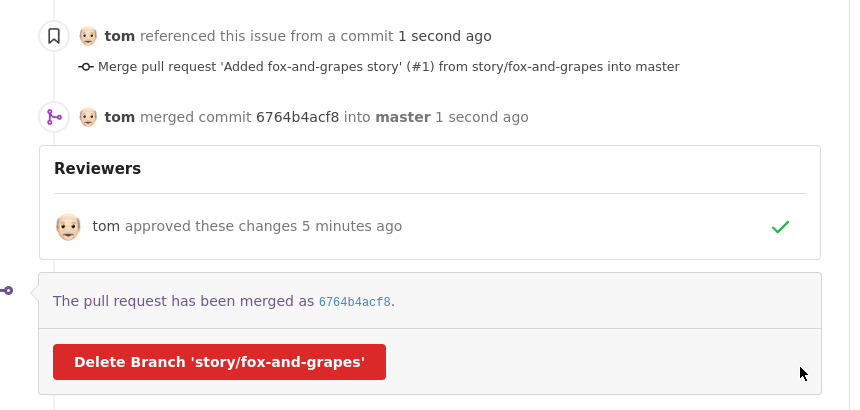 tom referenced this issue from a commit 1 second ago
Merge pull request 'Added fox-and-grapes story' (#1) from story/fox-and-grapes into master
tom merged commit 6764b4acf8 into master 1 second ago
Reviewers
tom approved these changes 5 minutes ago
The pull request has been merged as 6764b4acf8.
Delete Branch 'story/fox-and-grapes'